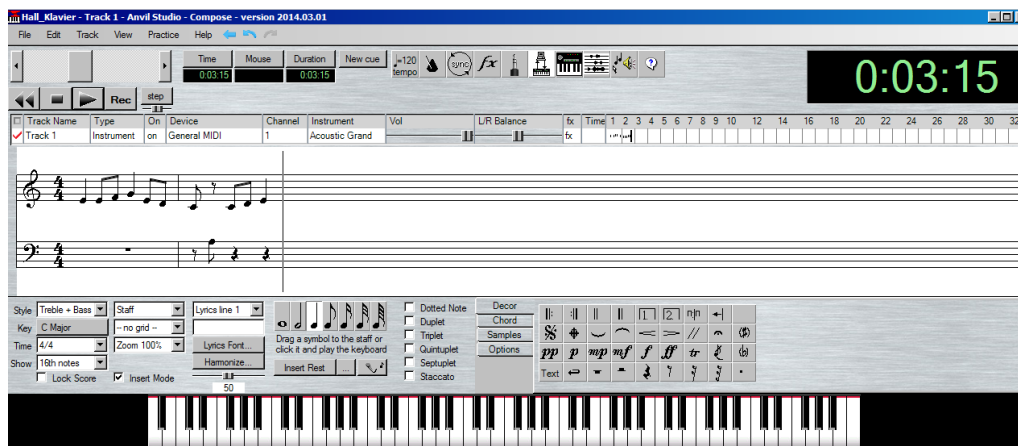 Hall_Klavier - Track 1 - Anvil Studio - Compose - version 2014.03.01
File Edit Track View Practice Help
Time Mouse Duration New cue
0:03:15 0:03:15
=120
tempo
sync
fx
0:03:15
Rec step
Track Name Type On Device Channel Instrument Vol L/R Balance fx Time 1 2 3 4 5 6 7 8 9 10 12 14 16 18 20 22 24 26 28 30 32
Track 1 Instrument on General MIDI 1 Acoustic Grand fx
4 4
4 4
Style Treble + Bass Staff Lyrics line 1
Key C Major -- no grid --
Time 4/4 Zoom 100% Lyrics Font...
Show 16th notes Harmonize...
Lock Score Insert Mode 50
Drag a symbol to the staff or
click it and play the keyboard
Insert Rest ...
Dotted Note
Duplet
Triplet
Quintuplet
Septuplet
Staccato
Decor
Chord
Samples
Options
1. 2.
pp p mp mf f ff tr
Text